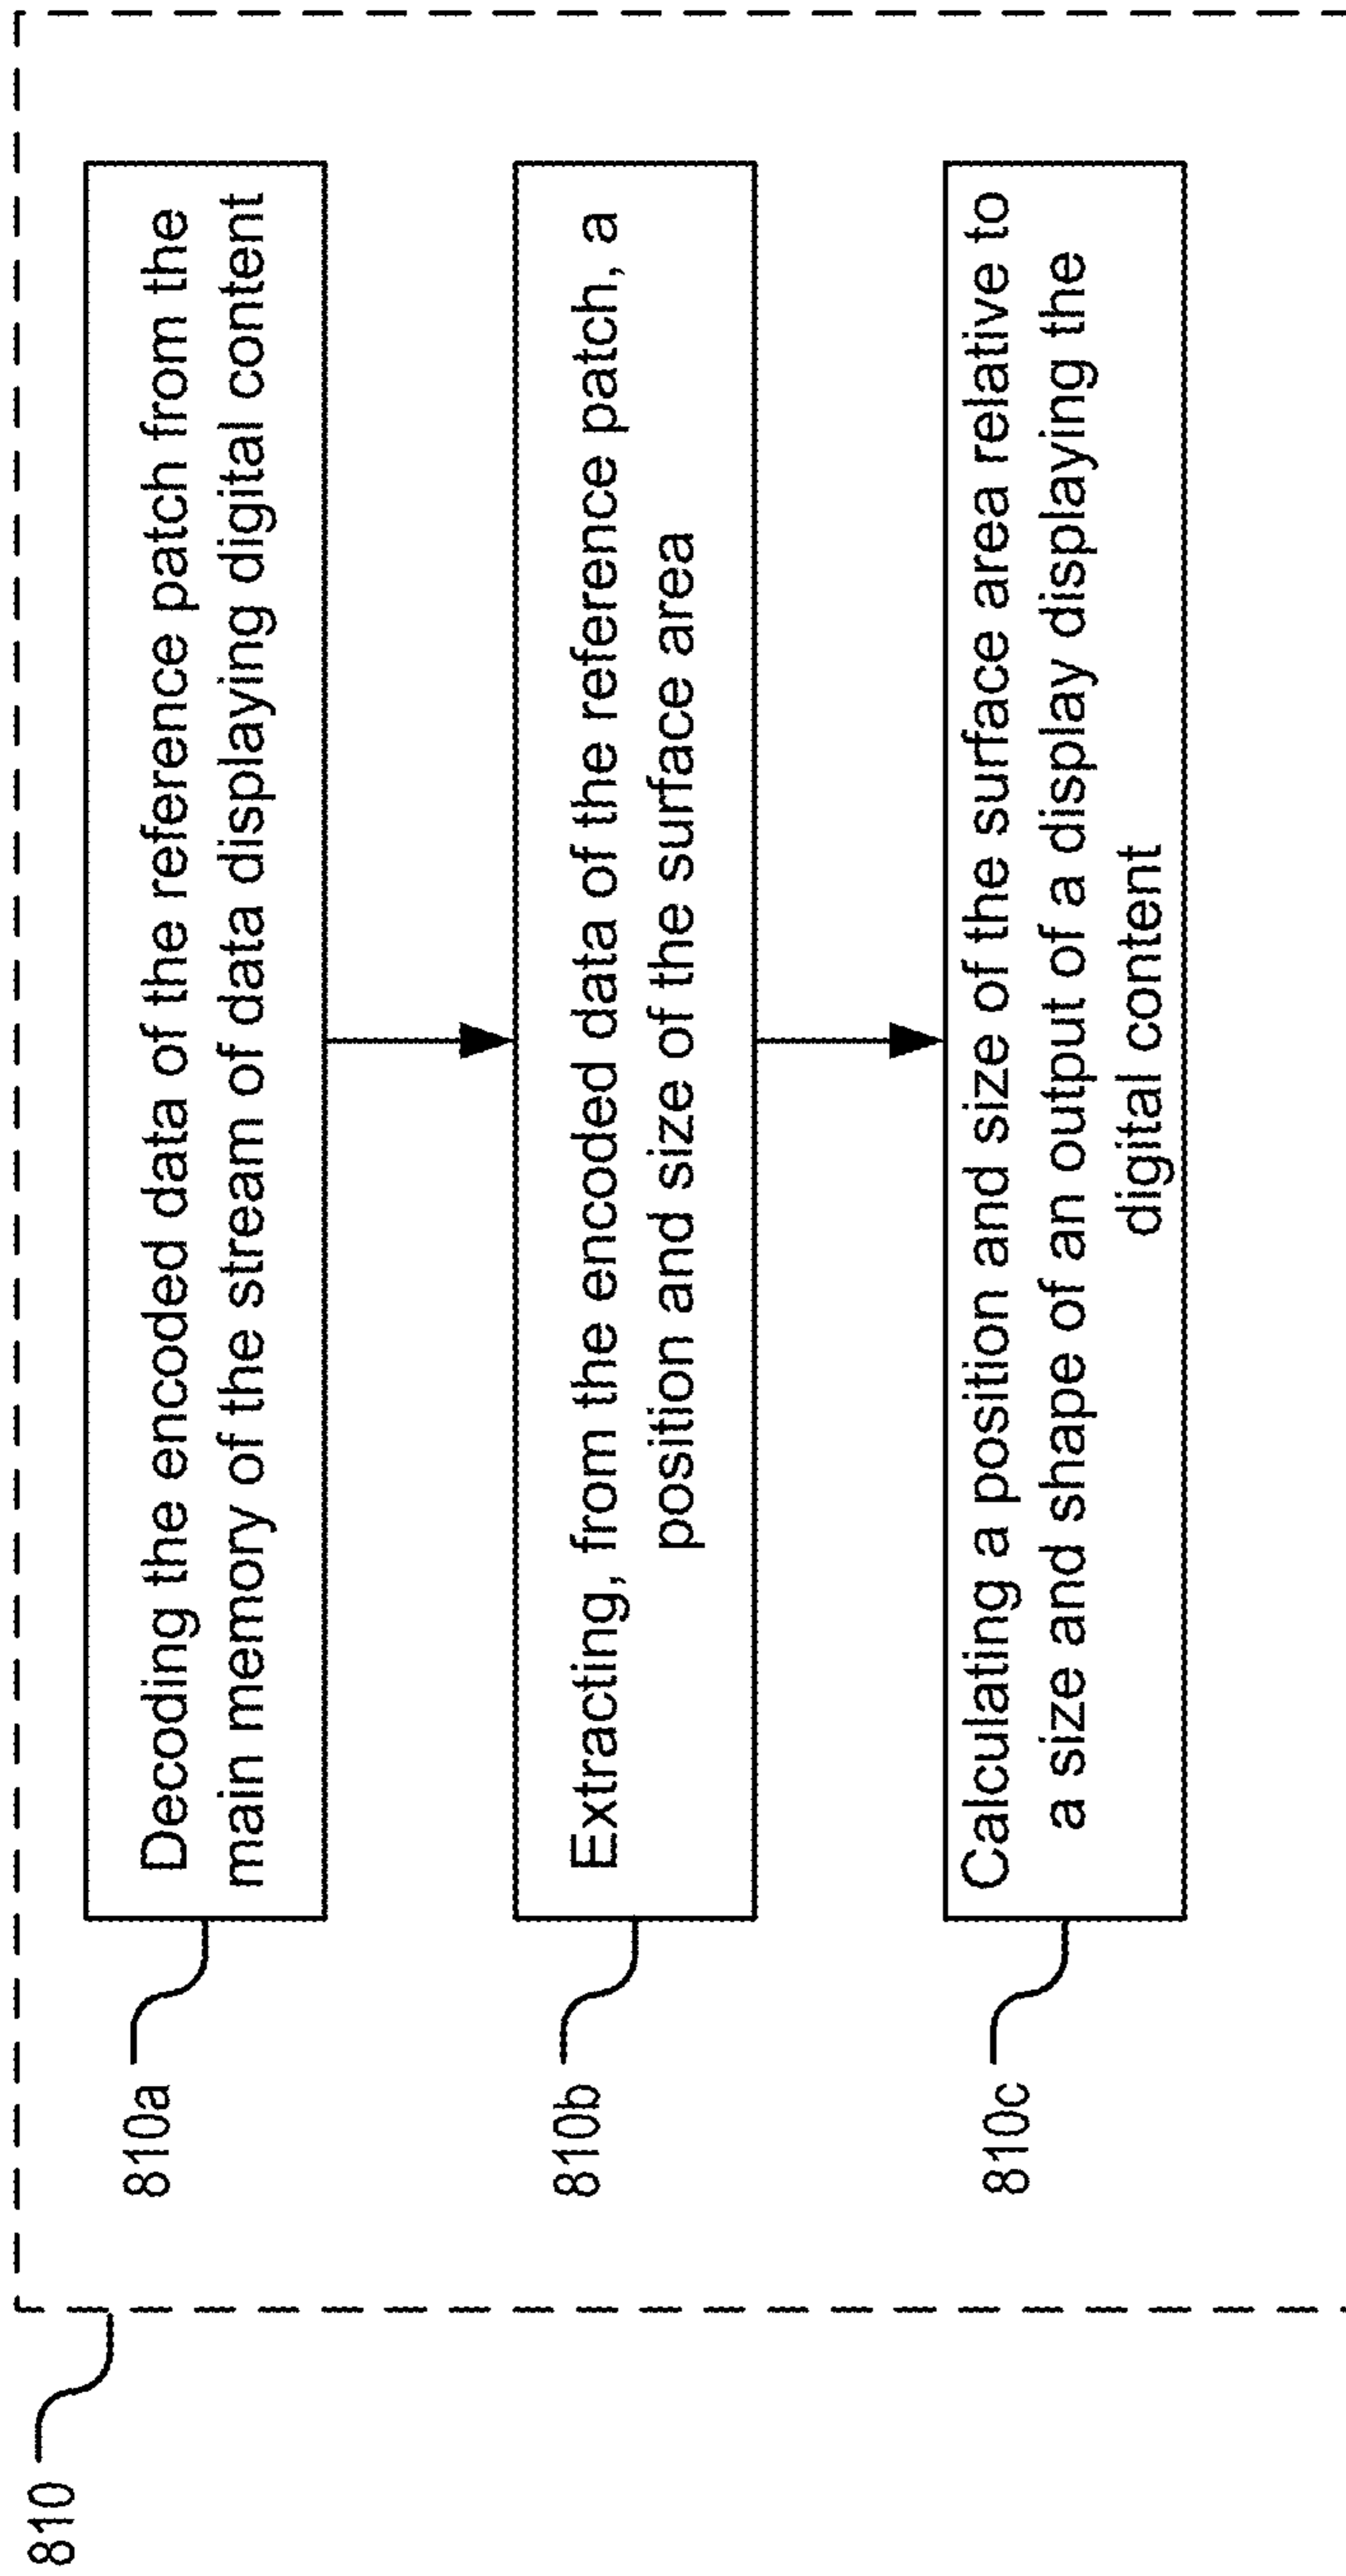 810
810a
Decoding the encoded data of the reference patch from the
main memory of the stream of data displaying digital content
810b
Extracting, from the encoded data of the reference patch, a
position and size of the surface area
810c
Calculating a position and size of the surface area relative to
a size and shape of an output of a display displaying the
digital content